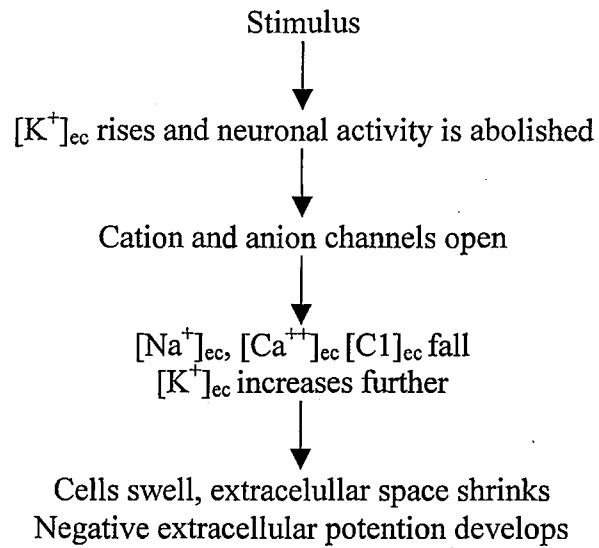 Stimulus
[K⁺]ec rises and neuronal activity is abolished
Cation and anion channels open
[Na⁺]ec, [Ca⁺⁺]ec [C1]ec fall
[K⁺]ec increases further
Cells swell, extracelullar space shrinks
Negative extracellular potention develops